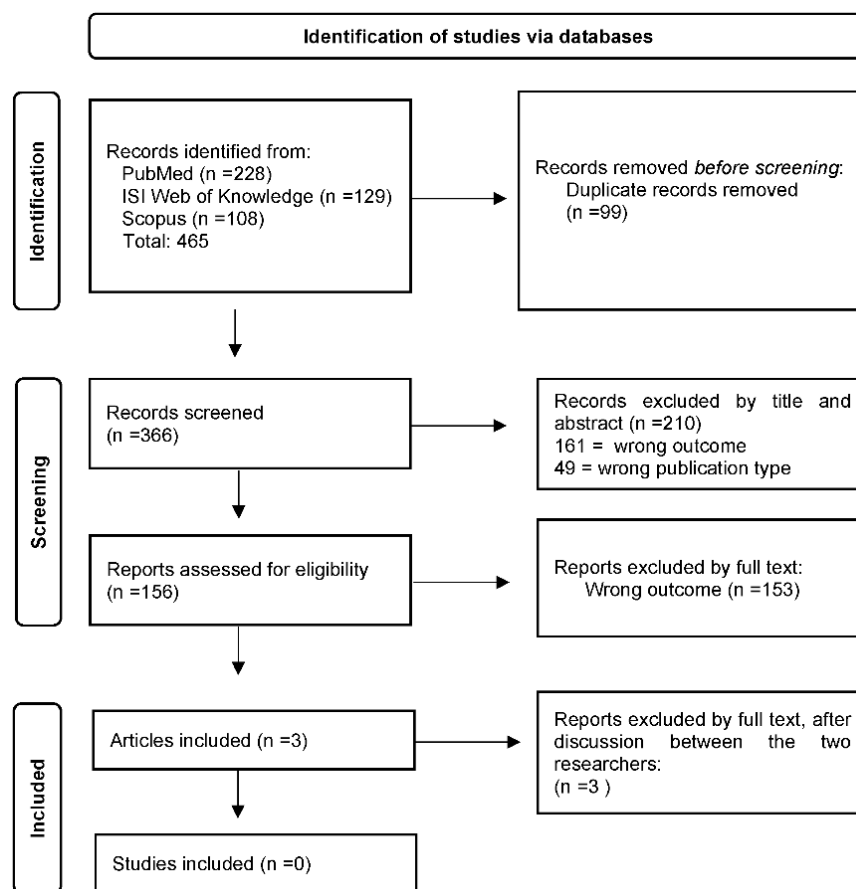 Identification of studies via databases
Identification
Records identified from:
PubMed (n =228)
ISI Web of Knowledge (n =129)
Scopus (n =108)
Total: 465
Records removed before screening:
Duplicate records removed
(n =99)
Screening
Records screened
(n =366)
Records excluded by title and
abstract (n =210)
161 = wrong outcome
49 = wrong publication type
Reports assessed for eligibility
(n =156)
Reports excluded by full text:
Wrong outcome (n =153)
Included
Articles included (n =3)
Reports excluded by full text, after
discussion between the two
researchers:
(n =3 )
Studies included (n =0)